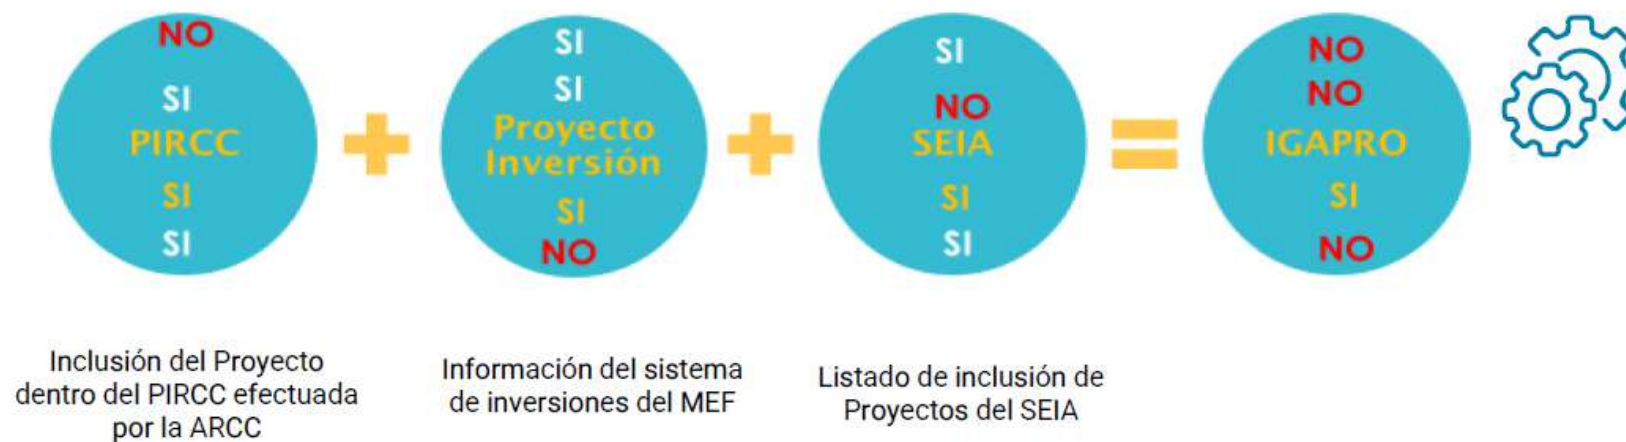 NO
SI
PIRCC
SI
SI
+
SI
SI
Proyecto
Inversión
SI
NO
+
SI
NO
SEIA
SI
SI
=
NO
NO
IGAPRO
SI
NO
Inclusión del Proyecto
dentro del PIRCC efectuada
por la ARCC
Información del sistema
de inversiones del MEF
Listado de inclusión de
Proyectos del SEIA